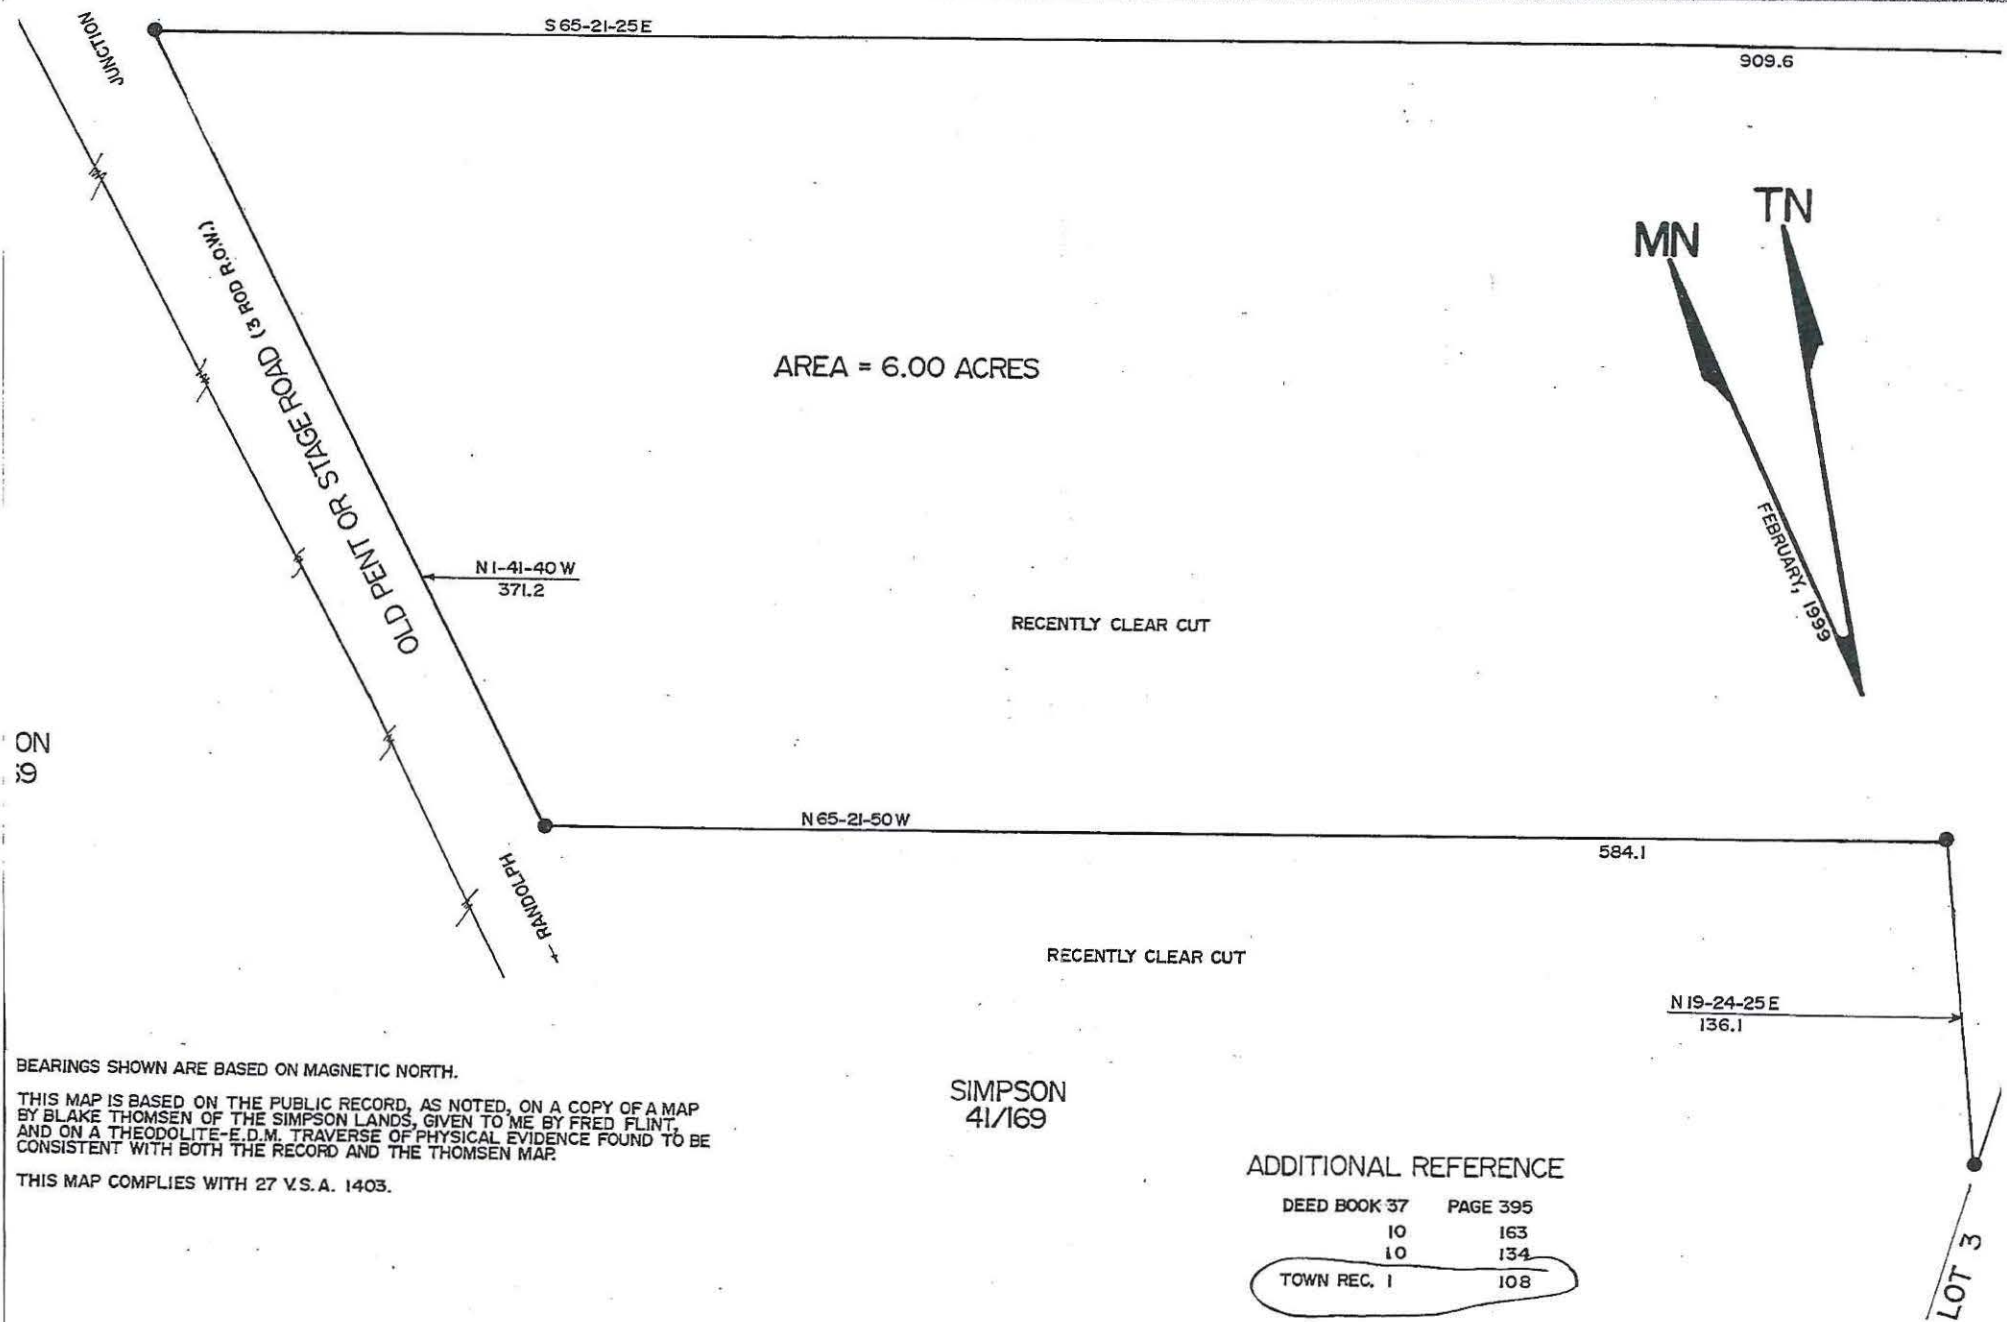 S 65-21-25 E
909.6
JUNCTION
TN
MN
OLD PENT OR STAGE ROAD (3 ROD R.O.W.)
AREA = 6.00 ACRES
FEBRUARY, 1999
N 1-41-40 W
371.2
RECENTLY CLEAR CUT
ON
N 65-21-50 W
584.1
RANDOLPH
RECENTLY CLEAR CUT
N 19-24-25 E
136.1
BEARINGS SHOWN ARE BASED ON MAGNETIC NORTH.
THIS MAP IS BASED ON THE PUBLIC RECORD, AS NOTED, ON A COPY OF A MAP
BY BLAKE THOMSEN OF THE SIMPSON LANDS, GIVEN TO ME BY FRED FLINT,
AND ON A THEODOLITE-E.D.M. TRAVERSE OF PHYSICAL EVIDENCE FOUND TO BE
CONSISTENT WITH BOTH THE RECORD AND THE THOMSEN MAP.
THIS MAP COMPLIES WITH 27 V.S.A. 1403.
SIMPSON
41/169
ADDITIONAL REFERENCE
DEED BOOK 37 PAGE 395
10 163
10 134
TOWN REC. 1 108
LOT 3